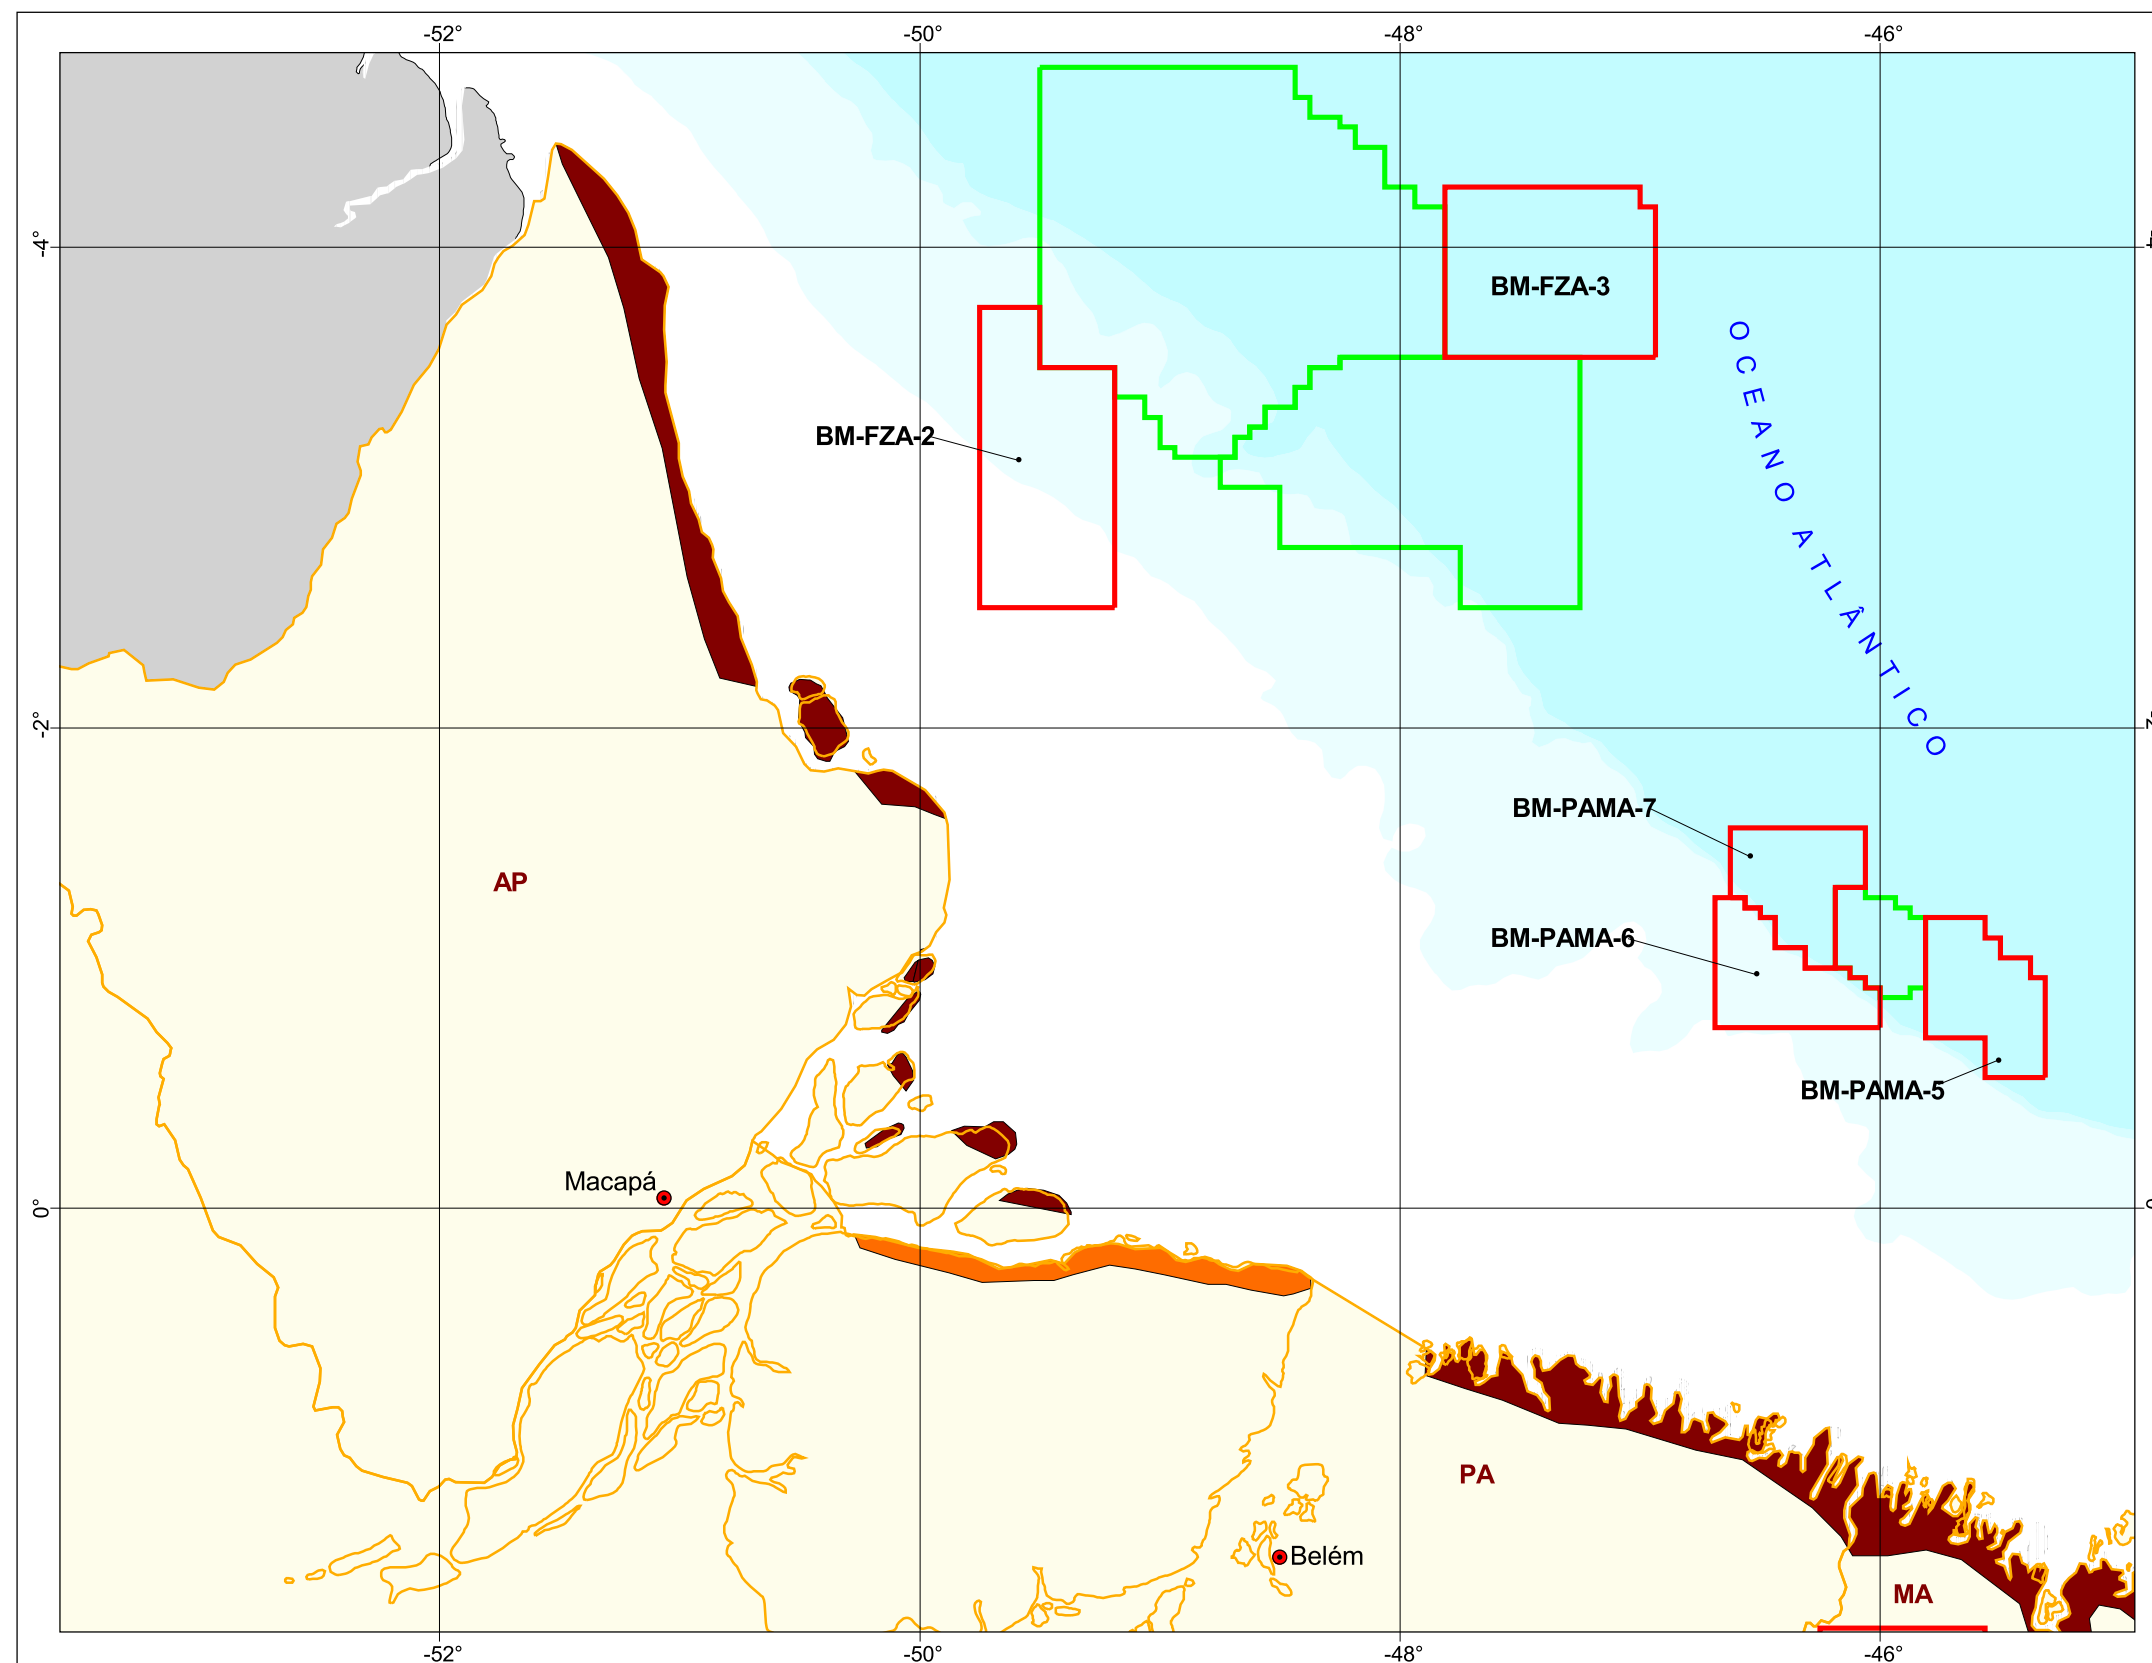 -52° -50° -48° -46°
-4°
BM-FZA-3
OCEANO ATLÂNTICO
BM-FZA-2
-2°
BM-PAMA-7
AP
BM-PAMA-6
BM-PAMA-5
Macapá
0°
PA
Belém
MA
-52° -50° -48° -46°